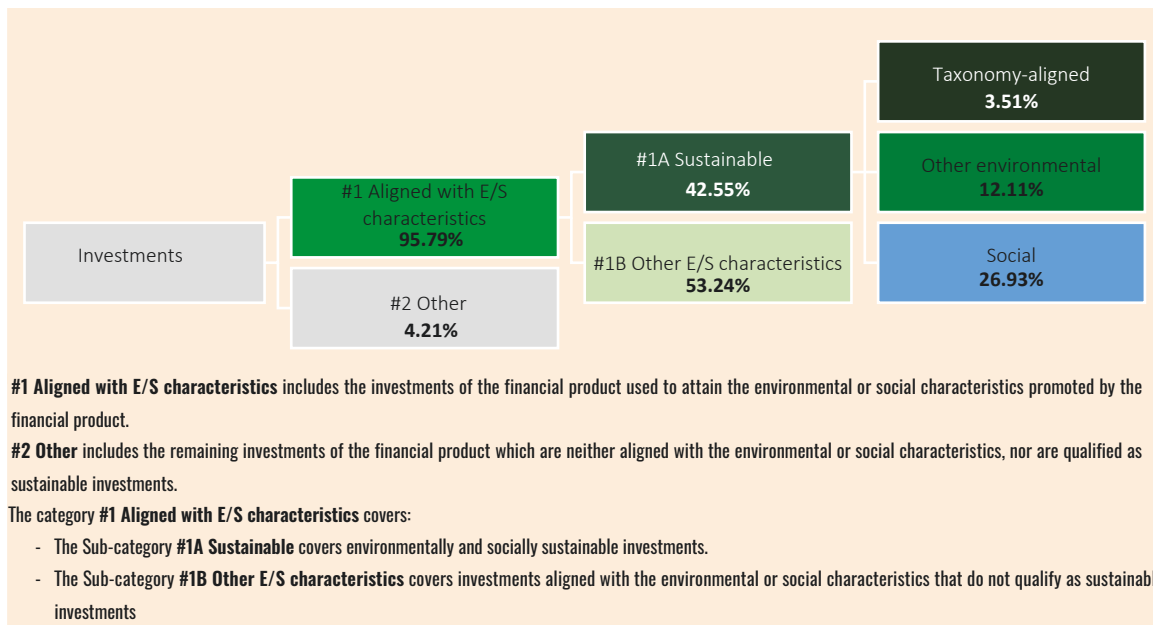 Taxonomy-aligned
3.51%
#1A Sustainable
42.55%
Other environmental
12.11%
#1 Aligned with E/S
characteristics
95.79%
Investments
#1B Other E/S characteristics
53.24%
Social
26.93%
#2 Other
4.21%
#1 Aligned with E/S characteristics includes the investments of the financial product used to attain the environmental or social characteristics promoted by the
financial product.
#2 Other includes the remaining investments of the financial product which are neither aligned with the environmental or social characteristics, nor are qualified as
sustainable investments.
The category #1 Aligned with E/S characteristics covers:
- The Sub-category #1A Sustainable covers environmentally and socially sustainable investments.
- The Sub-category #1B Other E/S characteristics covers investments aligned with the environmental or social characteristics that do not qualify as sustainabl
investments